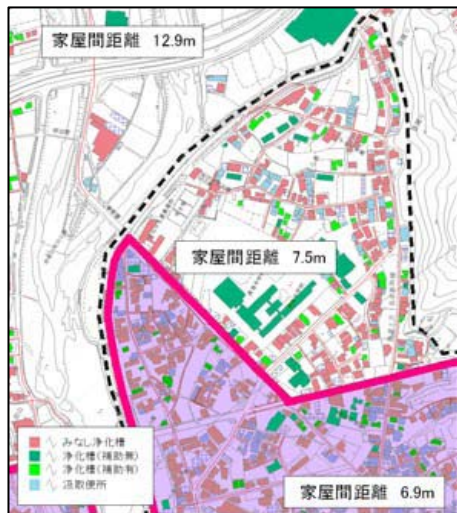 家屋間距離 12.9m
家屋間距離 7.5m
みなし浄化槽
浄化槽(補助無)
浄化槽(補助有)
汲取便所
家屋間距離 6.9m